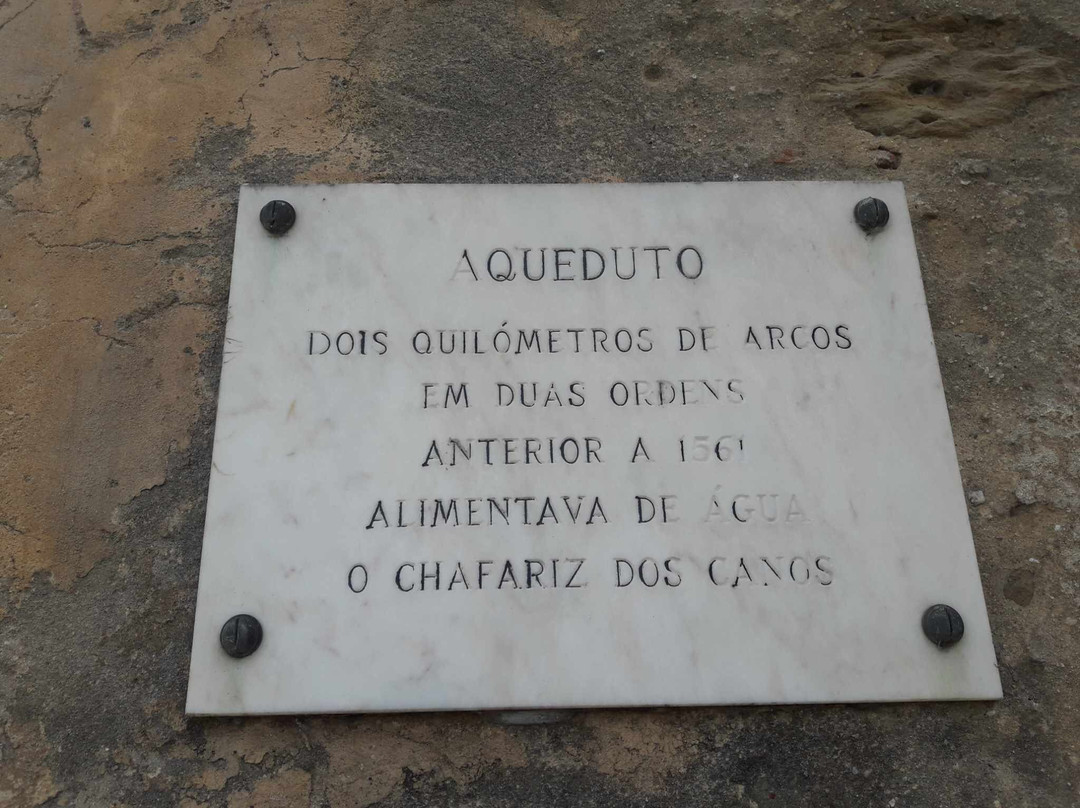 AQUEDUTO
DOIS QUILÓMETROS DE ARCOS
EM DUAS ORDENS
ANTERIOR A 1561
ALIMENTAVA DE ÁGUA
O CHAFARIZ DOS CANOS